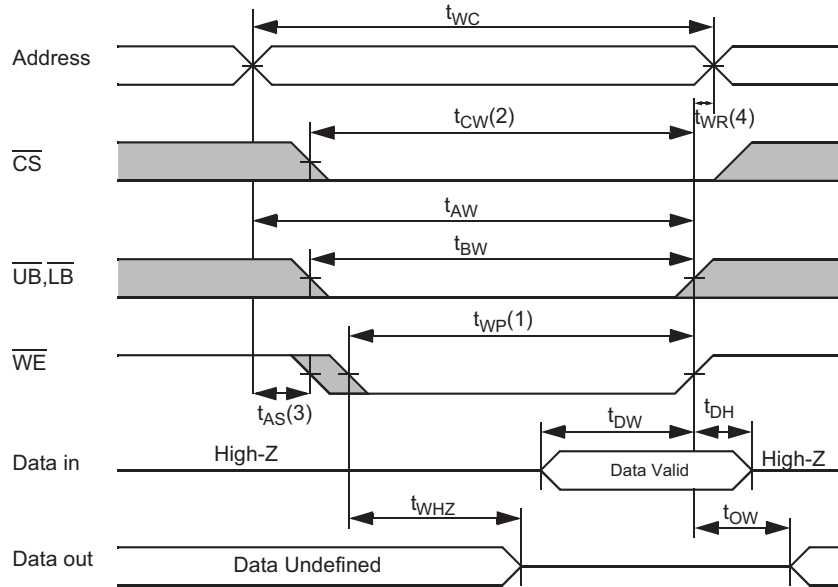 tWC
Address
tCW(2)
tWR(4)
CS
tAW
tBW
UB,LB
tWP(1)
WE
tAS(3)
tDW
tDH
Data in
High-Z
Data Valid
High-Z
tWHZ
tOW
Data out
Data Undefined